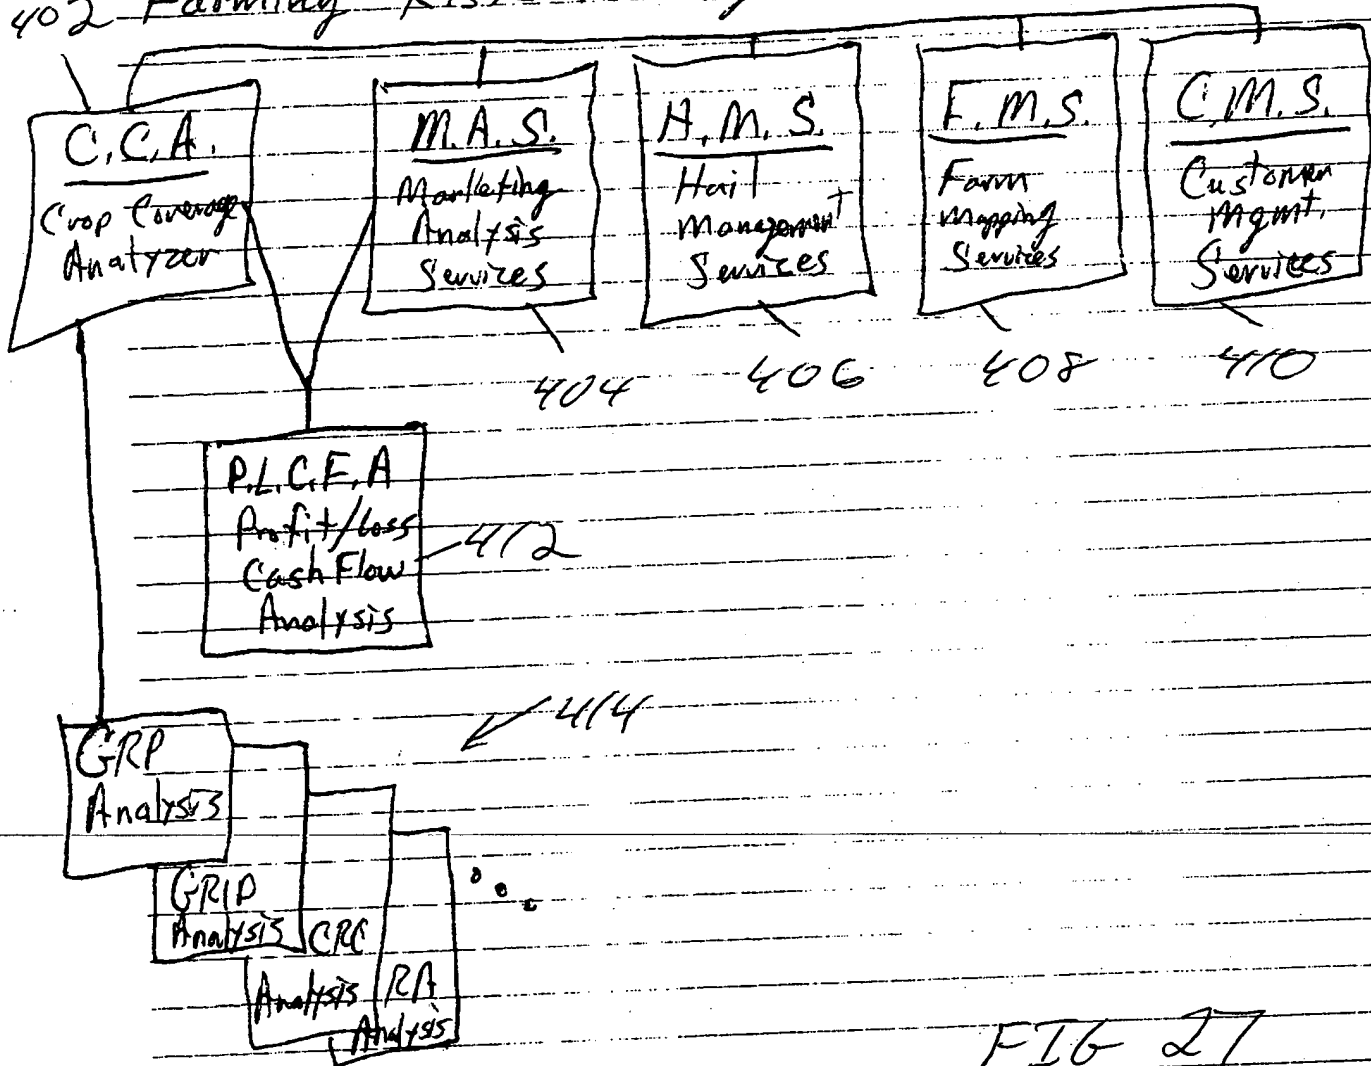 402 Farming Risk
C.C.A.
Crop Coverage
Analyzer
M.A.S.
Marketing
Analysis
Services
H.M.S.
Hail
Management
Services
F.M.S.
Farm
Mapping
Services
C.M.S.
Customer
Mgmt.
Services
404
406
408
410
P.L.C.F.A
Profit/Loss
Cash Flow
Analysis
412
414
GRP
Analysis
GRIP
Analysis
CRC
Analysis
RA
Analysis
FIG 27